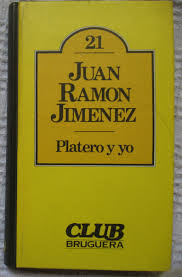 21
JUAN
RAMON
JIMENEZ
Platero y yo
CLUB
BRUGUERA